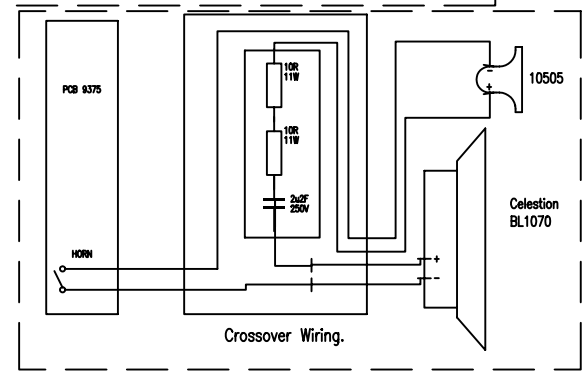 10R
11W
PCB 9375
-
+
10505
10R
11W
2u2F
250V
Celestion
BL1070
HORN
+
-
Crossover Wiring.